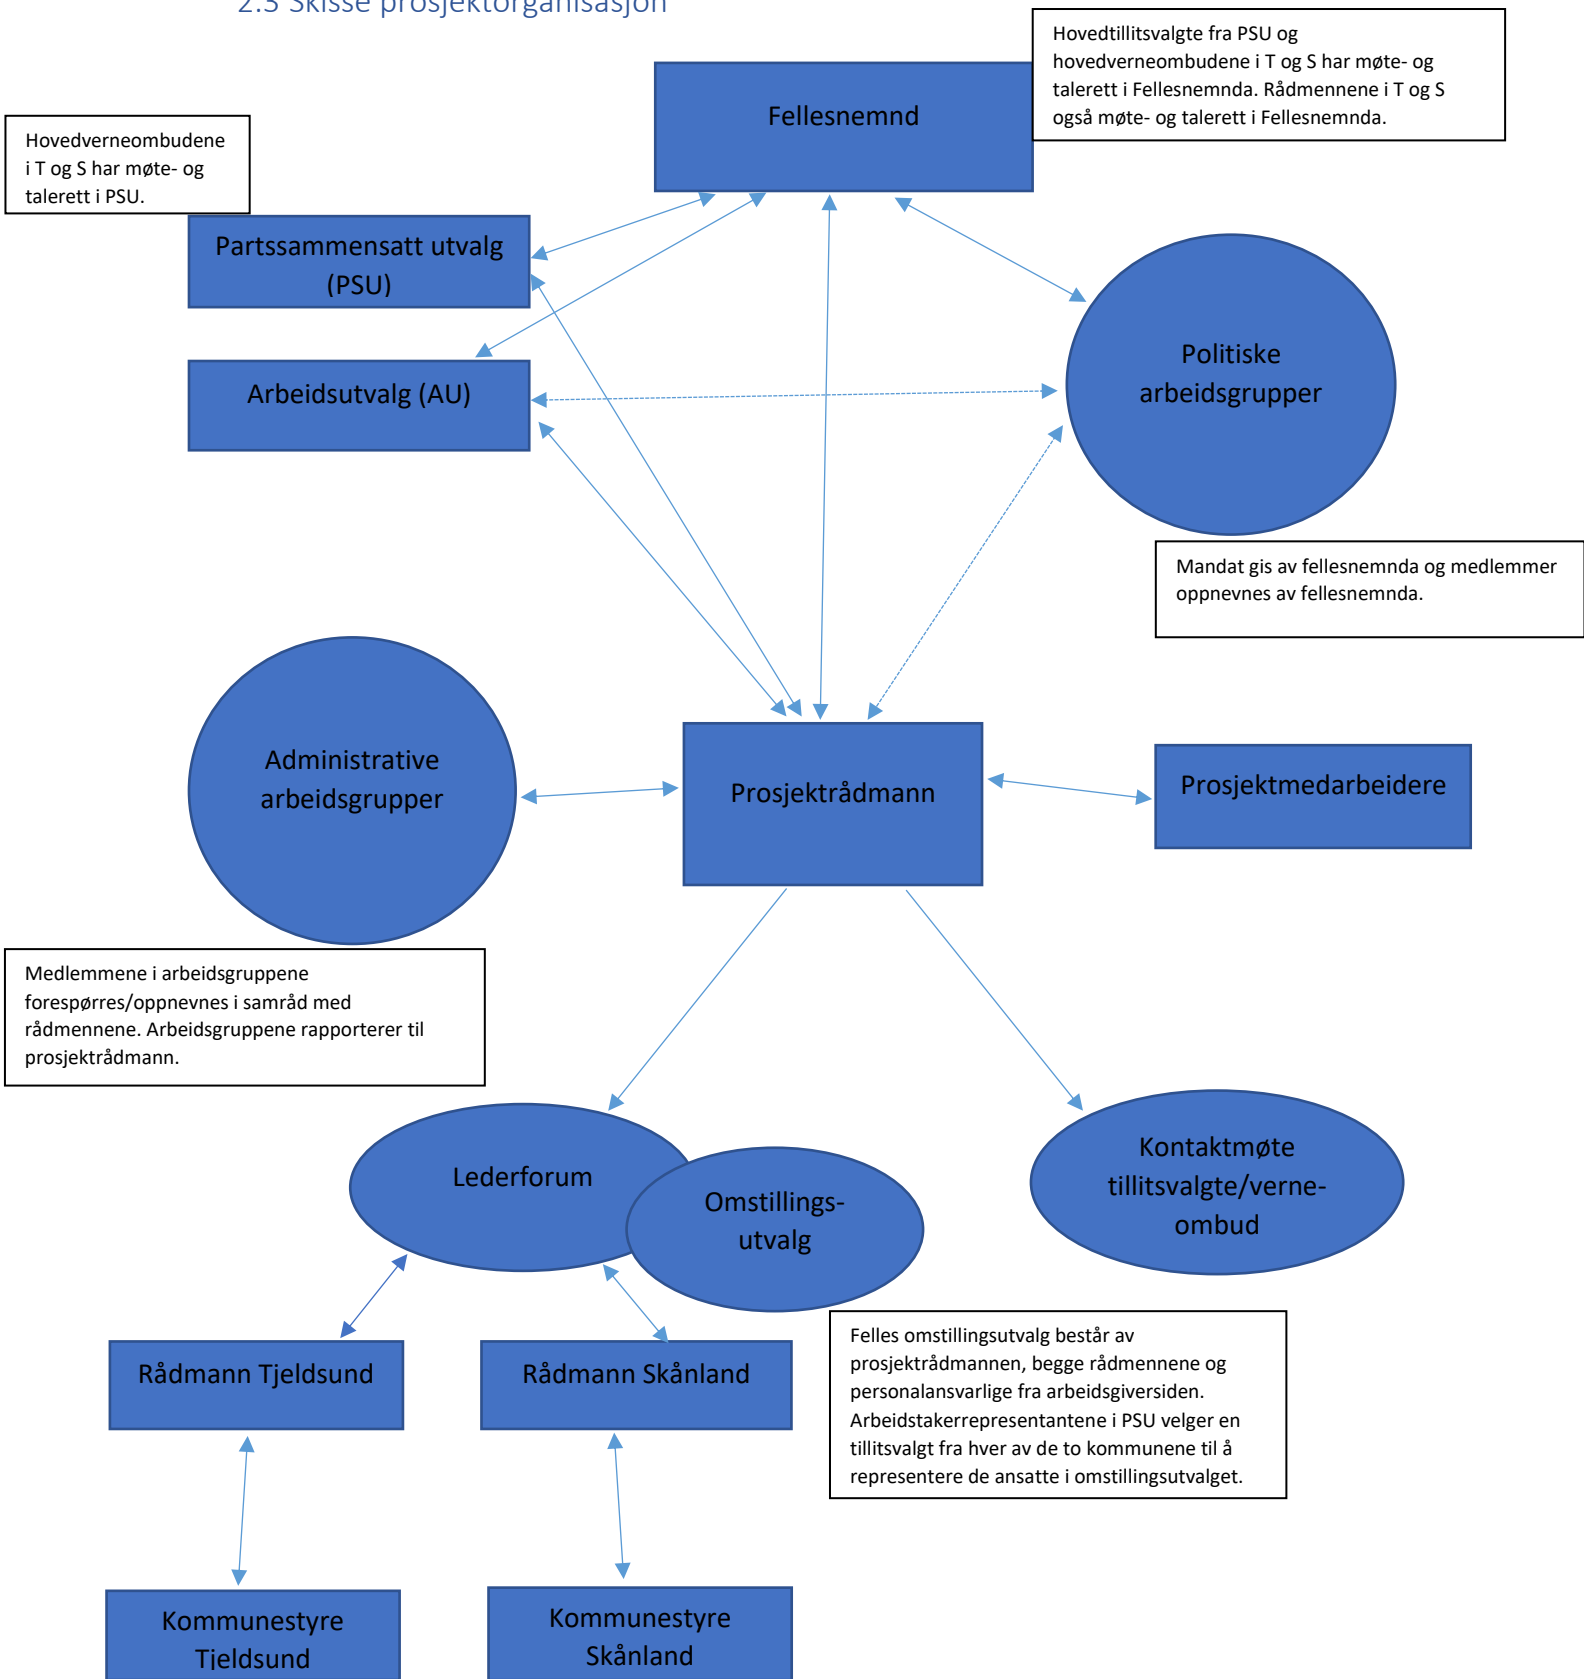 2.3 Skisse prosjektorganisasjon
Hovedtillitsvalgte fra PSU og
hovedverneombudene i T og S har møte- og
talerett i Fellesnemnda. Rådmennene i T og S
også møte- og talerett i Fellesnemnda.
Fellesnemnd
Hovedverneombudene
i T og S har møte- og
talerett i PSU.
Partssammensatt utvalg
(PSU)
Arbeidsutvalg (AU)
Politiske
arbeidsgrupper
Mandat gis av fellesnemnda og medlemmer
oppnevnes av fellesnemnda.
Administrative
arbeidsgrupper
Prosjektrådmann
Prosjektmedarbeidere
Medlemmene i arbeidsgruppene
forespørres/oppnevnes i samråd med
rådmennene. Arbeidsgruppene rapporterer til
prosjektrådmann.
Lederforum
Omstillings-
utvalg
Kontaktmøte
tillitsvalgte/verne-
ombud
Felles omstillingsutvalg består av
prosjektrådmannen, begge rådmennene og
personalansvarlige fra arbeidsgiversiden.
Arbeidstakerrepresentantene i PSU velger en
tillitsvalgt fra hver av de to kommunene til å
representere de ansatte i omstillingsutvalget.
Rådmann Tjeldsund
Rådmann Skånland
Kommunestyre
Tjeldsund
Kommunestyre
Skånland